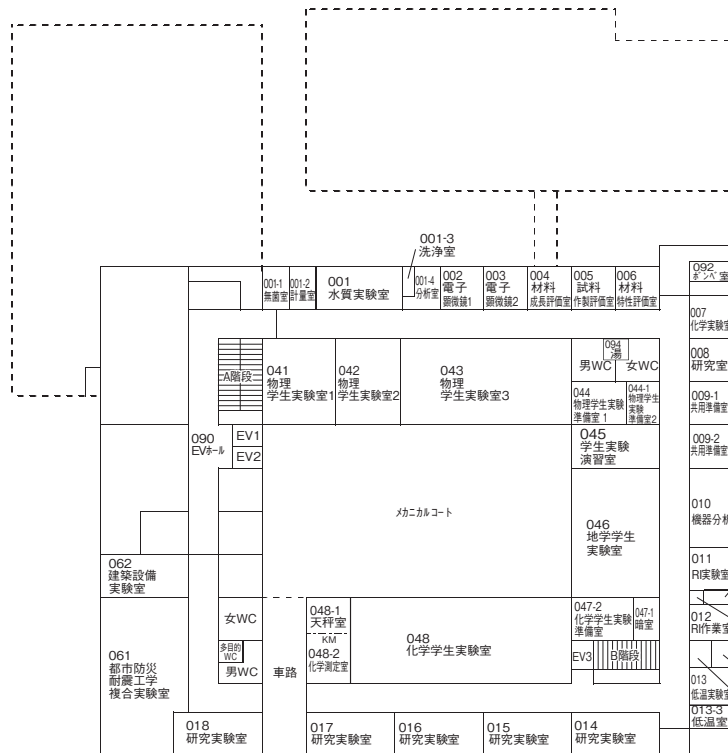 001-3
洗浄室
001-1
無菌室
001-2
計量室
001
水質実験室
001-4
分析室
002
電子
顕微鏡1
003
電子
顕微鏡2
004
材料
成長評価室
005
試料
作製評価室
006
材料
特性評価室
092
ボンベ室
007
化学実験室
008
研究室
009-1
共用準備室
009-2
共用準備室
010
機器分析
011
RI実験室
012
RI作業室
013
低温実験室
013-3
低温室
A階段
041
物理
学生実験室1
042
物理
学生実験室2
043
物理
学生実験室3
094
湯
男WC
女WC
044
物理学生実験
準備室 1
044-1
物理学生
実験
準備室2
045
学生実験
演習室
090
EVホール
EV1
EV2
メカニカルコート
046
地学学生
実験室
062
建築設備
実験室
061
都市防災
耐震工学
複合実験室
女WC
多目的
WC
男WC
車路
048-1
天秤室
KM
048-2
化学測定室
048
化学学生実験室
047-2
化学学生実験
準備室
047-1
暗室
EV3
B階段
018
研究実験室
017
研究実験室
016
研究実験室
015
研究実験室
014
研究実験室